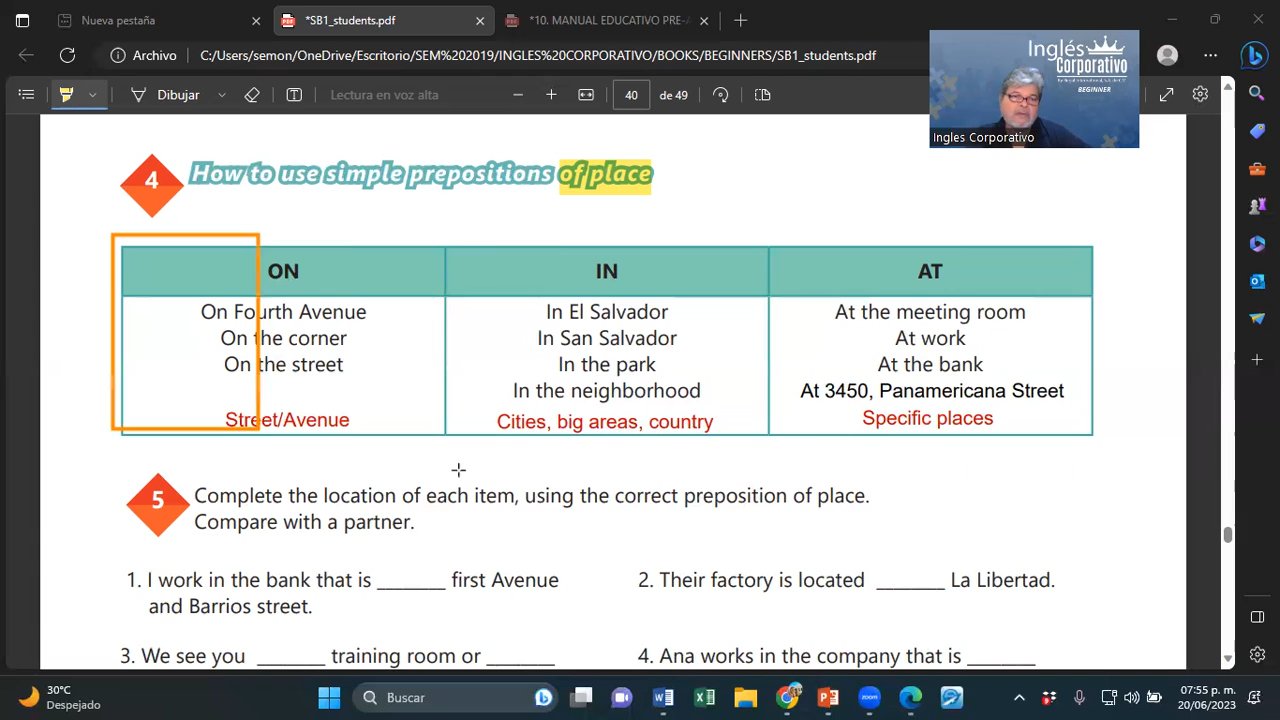 Nueva pestaña
*SB1_students.pdf
*10. MANUAL EDUCATIVO PRE-A
Archivo
C:/Users/semon/OneDrive/Escritorio/SEM%202019/INGLES%20CORPORATIVO/BOOKS/BEGINNERS/SB1_students.pdf
Dibujar
Lectura en voz alta
40
de 49
Inglés
Corporativo
BEGINNER
Ingles Corporativo
4
How to use simple prepositions of place
ON
IN
AT
On Fourth Avenue
On the corner
On the street
Street/Avenue
In El Salvador
In San Salvador
In the park
In the neighborhood
Cities, big areas, country
At the meeting room
At work
At the bank
At 3450, Panamericana Street
Specific places
5
Complete the location of each item, using the correct preposition of place.
Compare with a partner.
1. I work in the bank that is _______ first Avenue
and Barrios street.
2. Their factory is located _______ La Libertad.
3. We see you _______ training room or _______
4. Ana works in the company that is _______
30°C
Despejado
Buscar
07:55 p. m.
20/06/2023